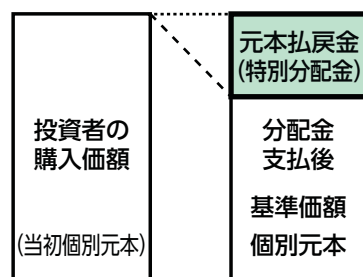 投資者の
購入価額
(当初個別元本)
元本払戻金
(特別分配金)
分配金
支払後
基準価額
個別元本